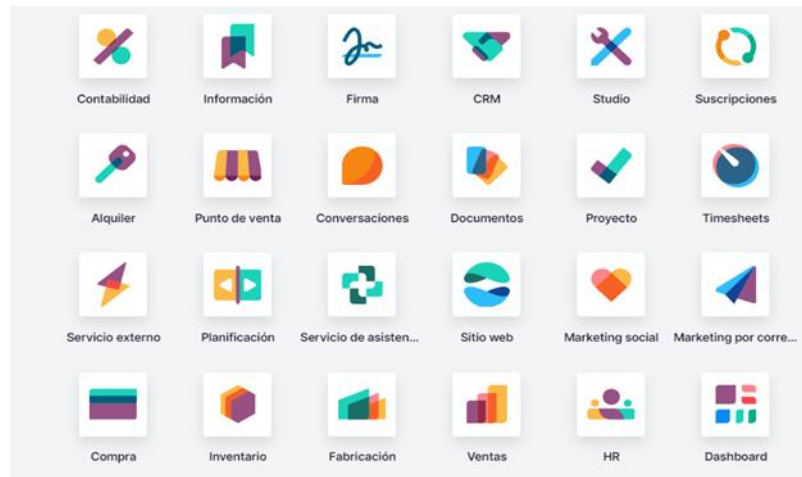 Contabilidad
Información
Firma
CRM
Studio
Suscripciones
Alquiler
Punto de venta
Conversaciones
Documentos
Proyecto
Timesheets
Servicio externo
Planificación
Servicio de asisten...
Sitio web
Marketing social
Marketing por corre...
Compra
Inventario
Fabricación
Ventas
HR
Dashboard